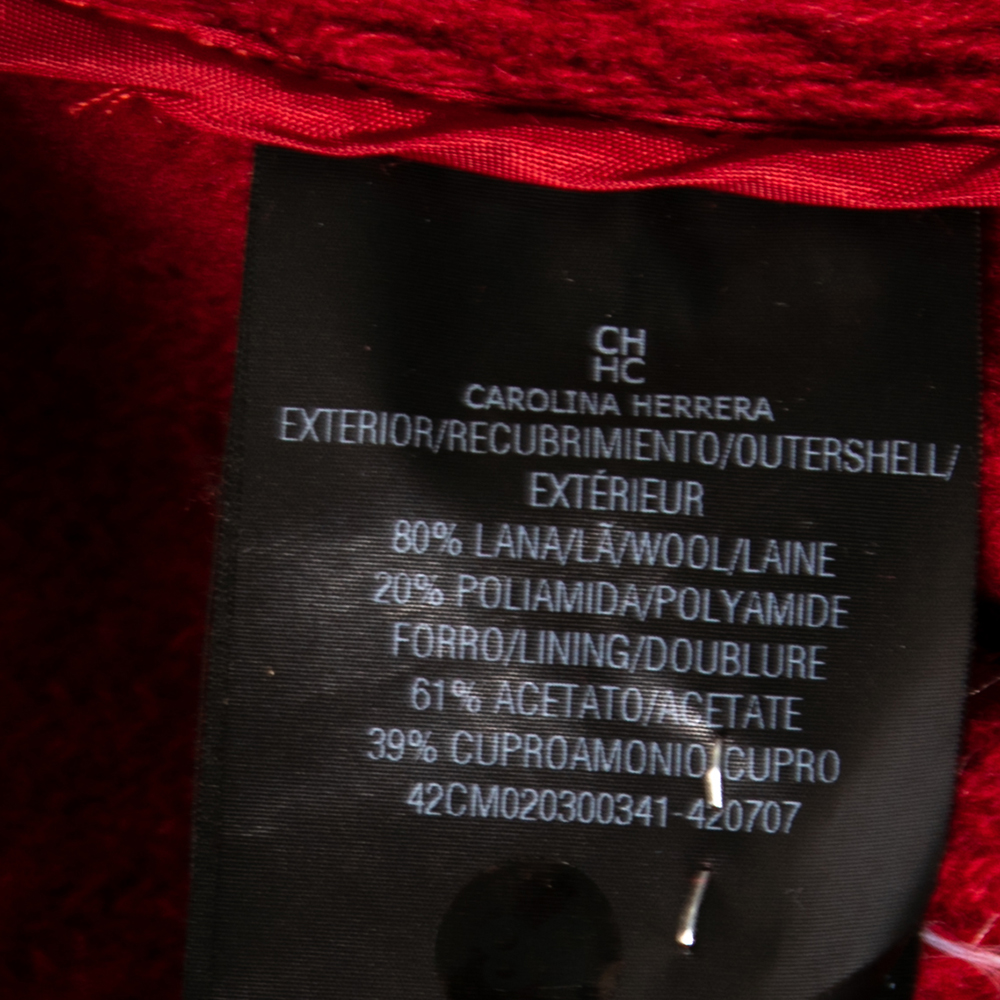 CH
HC
CAROLINA HERRERA
EXTERIOR/RECUBRIMIENTO/OUTERSHELL/
EXTÉRIEUR
80% LANA/LÃ/WOOL/LAINE
20% POLIAMIDA/POLYAMIDE
FORRO/LINING/DOUBLURE
61% ACETATO/ACETATE
39% CUPROAMONIO/CUPRO
42CM020300341-420707